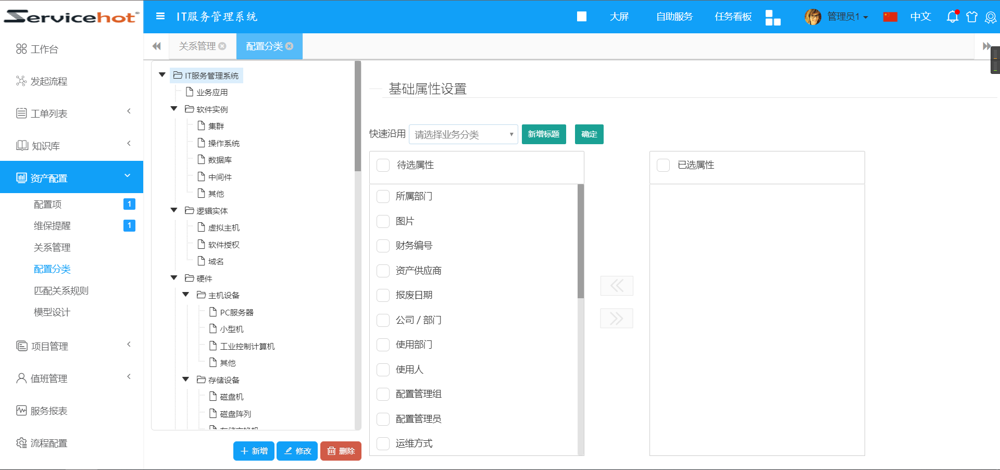 Servicehot
IT服务管理系统
大屏
自助服务
任务看板
管理员1
中文
工作台
发起流程
工单列表
知识库
资产配置
配置项
1
维保提醒
1
关系管理
配置分类
匹配关系规则
模型设计
项目管理
值班管理
服务报表
流程配置
关系管理
配置分类
IT服务管理系统
业务应用
软件实例
集群
操作系统
数据库
中间件
其他
逻辑实体
虚拟主机
软件授权
域名
硬件
主机设备
PC服务器
小型机
工业控制计算机
其他
存储设备
磁盘机
磁盘阵列
存储交换机
新增
修改
删除
基础属性设置
快速沿用
请选择业务分类
新增标题
确定
待选属性
所属部门
图片
财务编号
资产供应商
报废日期
公司 / 部门
使用部门
使用人
配置管理组
配置管理员
运维方式
已选属性